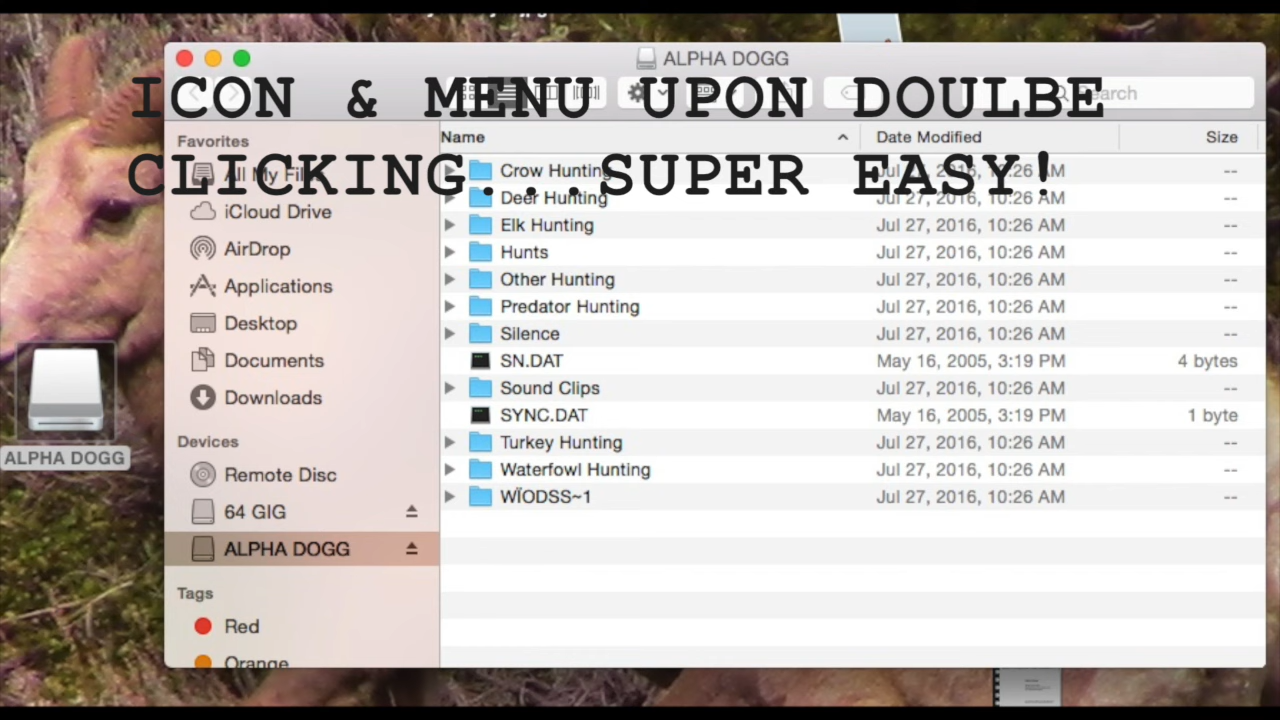 ALPHA DOGG
ICON & MENU UPON DOULBE
CLICKING...SUPER EASY!
Search
Favorites
All My Files
iCloud Drive
AirDrop
Applications
Desktop
Documents
Downloads
Devices
Remote Disc
64 GIG
ALPHA DOGG
Tags
Red
Orange
Name Date Modified Size
Crow Hunting Jul 27, 2016, 10:26 AM --
Deer Hunting Jul 27, 2016, 10:26 AM --
Elk Hunting Jul 27, 2016, 10:26 AM --
Hunts Jul 27, 2016, 10:26 AM --
Other Hunting Jul 27, 2016, 10:26 AM --
Predator Hunting Jul 27, 2016, 10:26 AM --
Silence Jul 27, 2016, 10:26 AM --
SN.DAT May 16, 2005, 3:19 PM 4 bytes
Sound Clips Jul 27, 2016, 10:26 AM --
SYNC.DAT May 16, 2005, 3:19 PM 1 byte
Turkey Hunting Jul 27, 2016, 10:26 AM --
Waterfowl Hunting Jul 27, 2016, 10:26 AM --
WÏODSS~1 Jul 27, 2016, 10:26 AM --
ALPHA DOGG